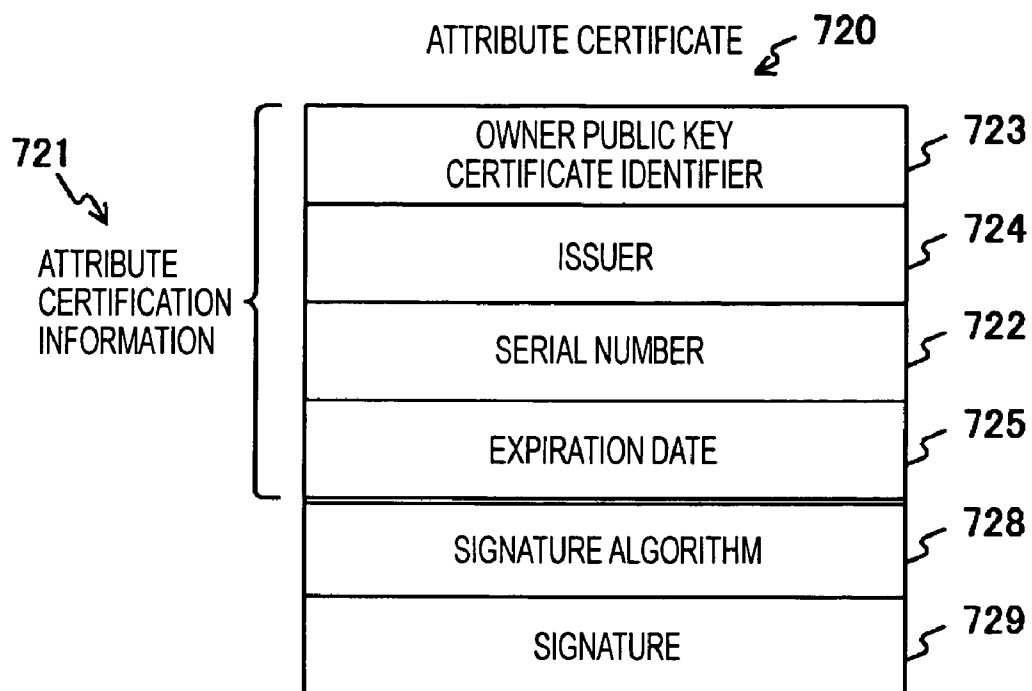 ATTRIBUTE CERTIFICATE 720
721
ATTRIBUTE
CERTIFICATION
INFORMATION
OWNER PUBLIC KEY
CERTIFICATE IDENTIFIER
723
ISSUER
724
SERIAL NUMBER
722
EXPIRATION DATE
725
SIGNATURE ALGORITHM
728
SIGNATURE
729